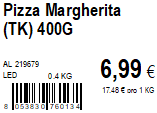 Pizza Margherita
(TK) 400G
AL 219679
LED 0.4 KG
6,99 €
17.48 € pro 1 KG
8 053830 760134